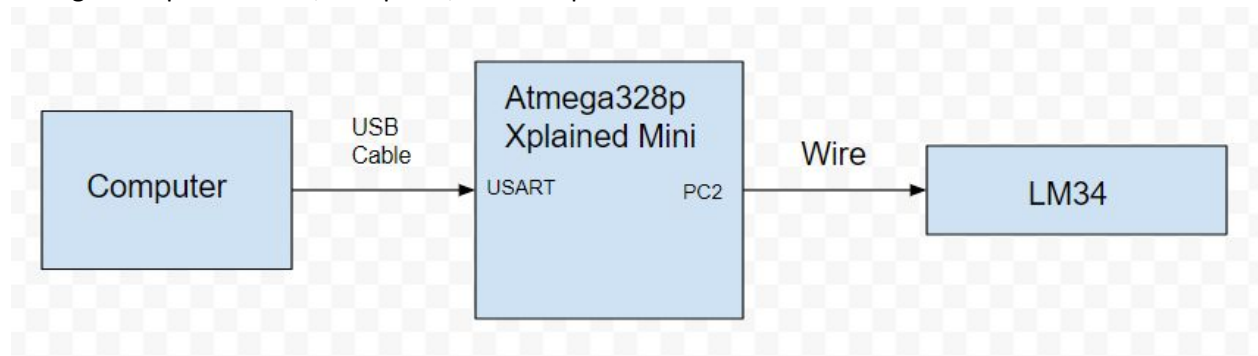 Atmega328p
Xplained Mini
USB
Cable
Wire
Computer
USART
PC2
LM34